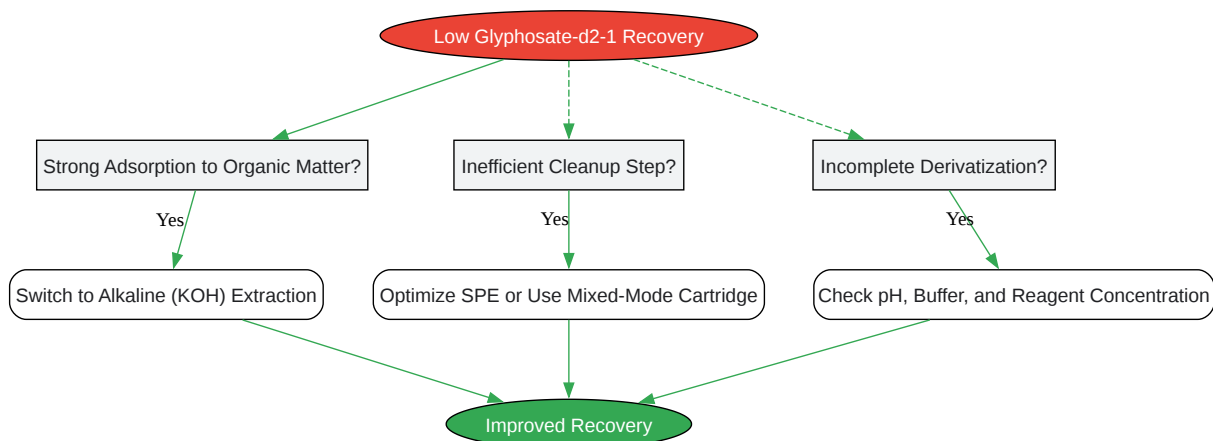 Low Glyphosate-d2-1 Recovery
Strong Adsorption to Organic Matter?
Inefficient Cleanup Step?
Incomplete Derivatization?
Yes
Yes
Yes
Switch to Alkaline (KOH) Extraction
Optimize SPE or Use Mixed-Mode Cartridge
Check pH, Buffer, and Reagent Concentration
Improved Recovery